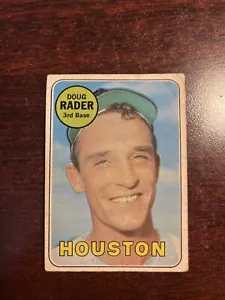 DOUG
RADER
3rd Base
HOUSTON